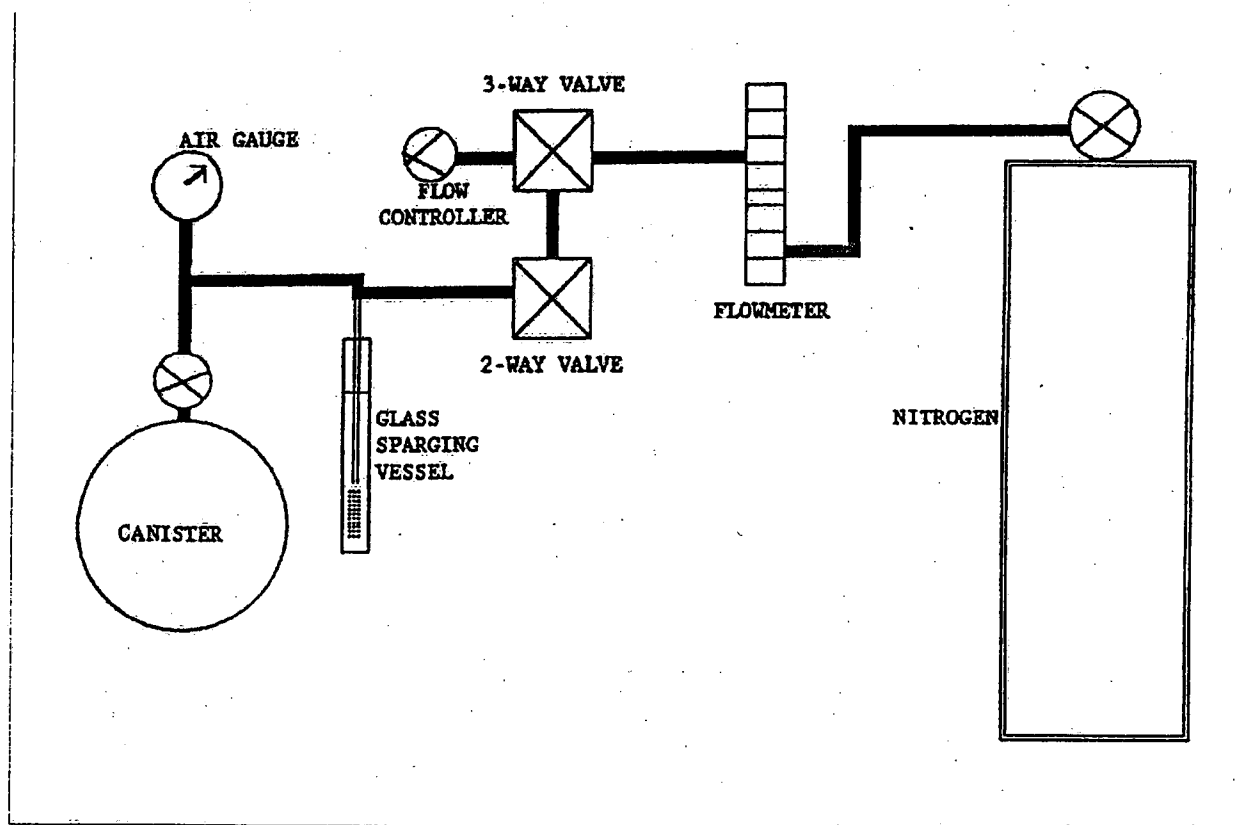 3-WAY VALVE
AIR GAUGE
FLOW
CONTROLLER
FLOWMETER
2-WAY VALVE
GLASS
SPARGING
VESSEL
NITROGEN
CANISTER